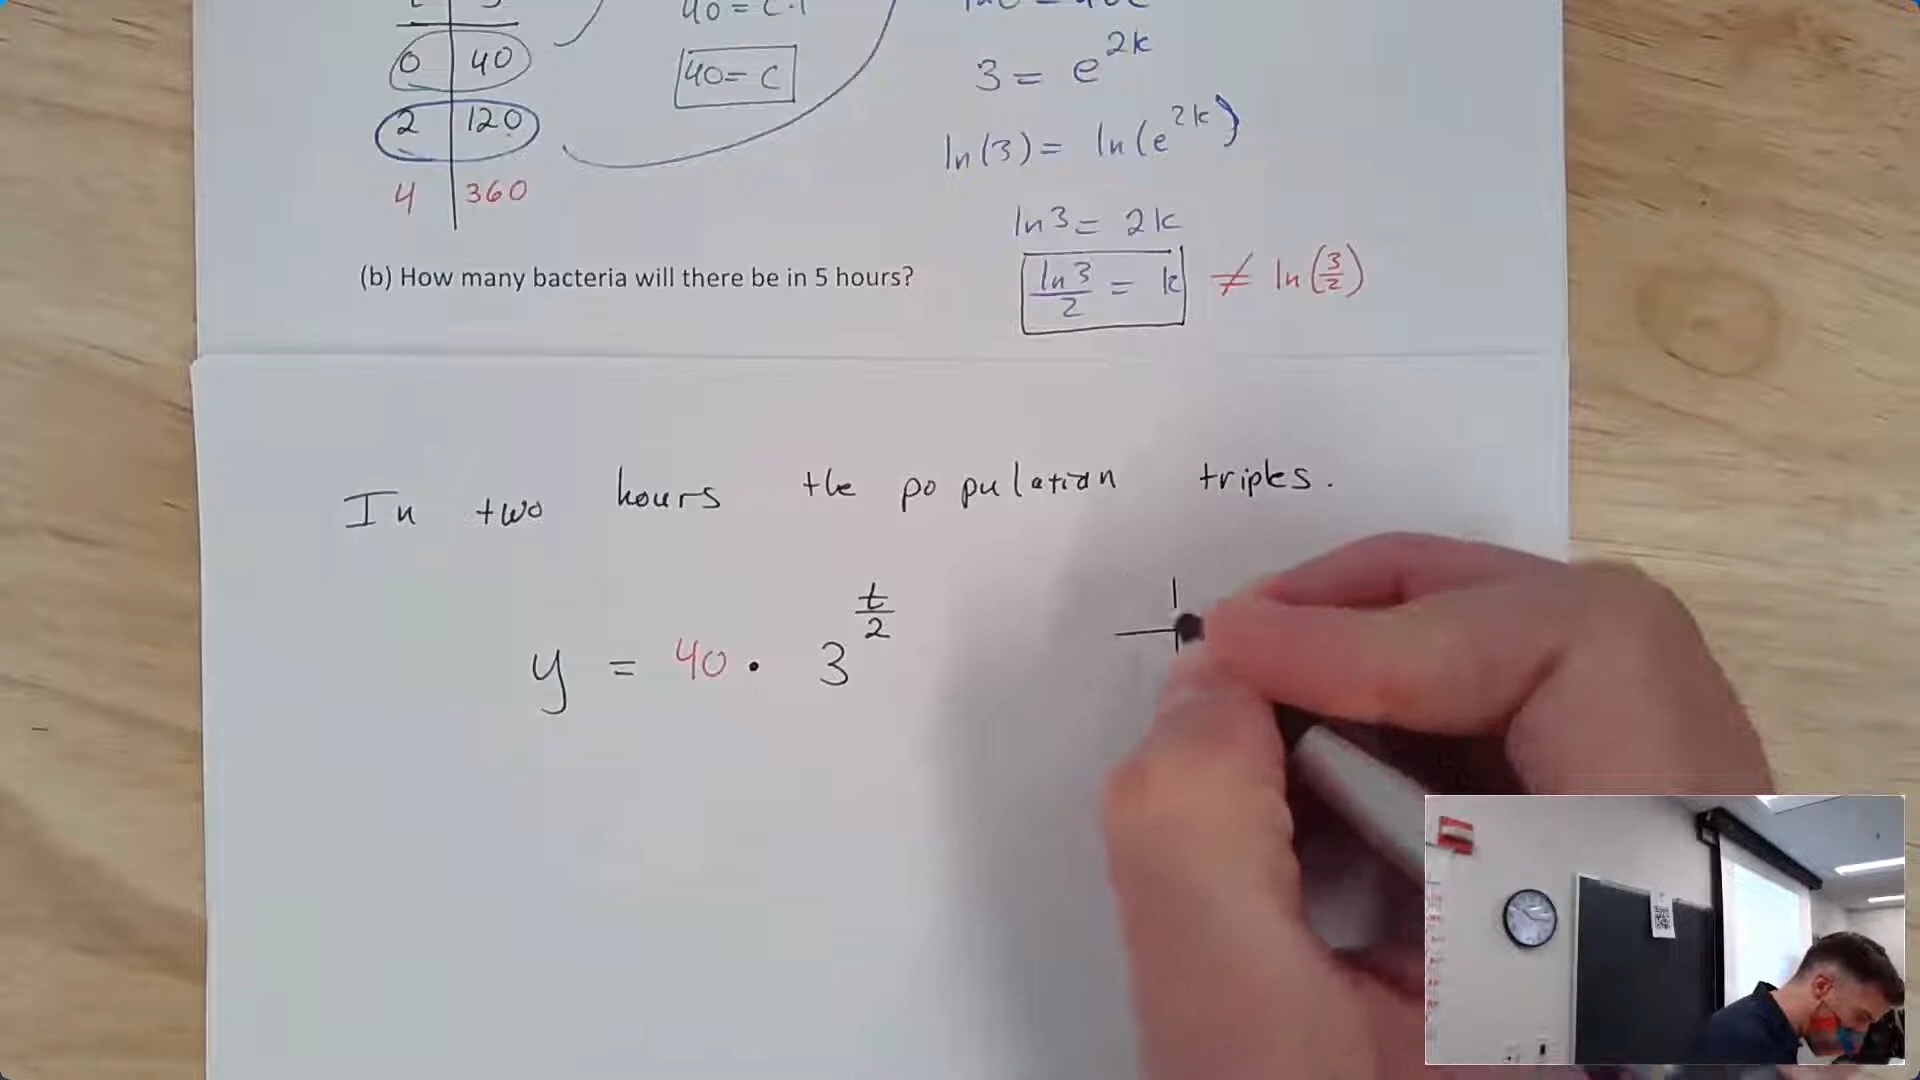 40 = C·1
0 40
40 = C
3 = e^{2k}
2 120
ln(3) = ln(e^{2k})
4 360
ln3 = 2k
(b) How many bacteria will there be in 5 hours?
ln3/2 = k ≠ ln(3/2)
In two hours the population triples.
y = 40 · 3^{t/2}